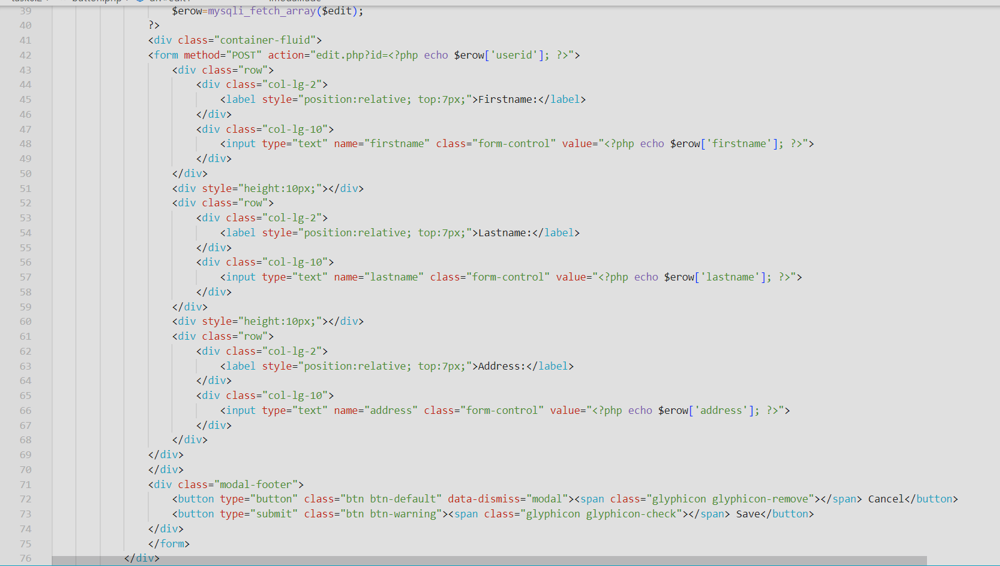 39 $erow=mysqli_fetch_array($edit);
40 ?>
41 <div class="container-fluid">
42 <form method="POST" action="edit.php?id=<?php echo $erow['userid']; ?>">
43 <div class="row">
44 <div class="col-lg-2">
45 <label style="position:relative; top:7px;">Firstname:</label>
46 </div>
47 <div class="col-lg-10">
48 <input type="text" name="firstname" class="form-control" value="<?php echo $erow['firstname']; ?>">
49 </div>
50 </div>
51 <div style="height:10px;"></div>
52 <div class="row">
53 <div class="col-lg-2">
54 <label style="position:relative; top:7px;">Lastname:</label>
55 </div>
56 <div class="col-lg-10">
57 <input type="text" name="lastname" class="form-control" value="<?php echo $erow['lastname']; ?>">
58 </div>
59 </div>
60 <div style="height:10px;"></div>
61 <div class="row">
62 <div class="col-lg-2">
63 <label style="position:relative; top:7px;">Address:</label>
64 </div>
65 <div class="col-lg-10">
66 <input type="text" name="address" class="form-control" value="<?php echo $erow['address']; ?>">
67 </div>
68 </div>
69 </div>
70 </div>
71 <div class="modal-footer">
72 <button type="button" class="btn btn-default" data-dismiss="modal"><span class="glyphicon glyphicon-remove"></span> Cancel</button>
73 <button type="submit" class="btn btn-warning"><span class="glyphicon glyphicon-check"></span> Save</button>
74 </div>
75 </form>
76 </div>